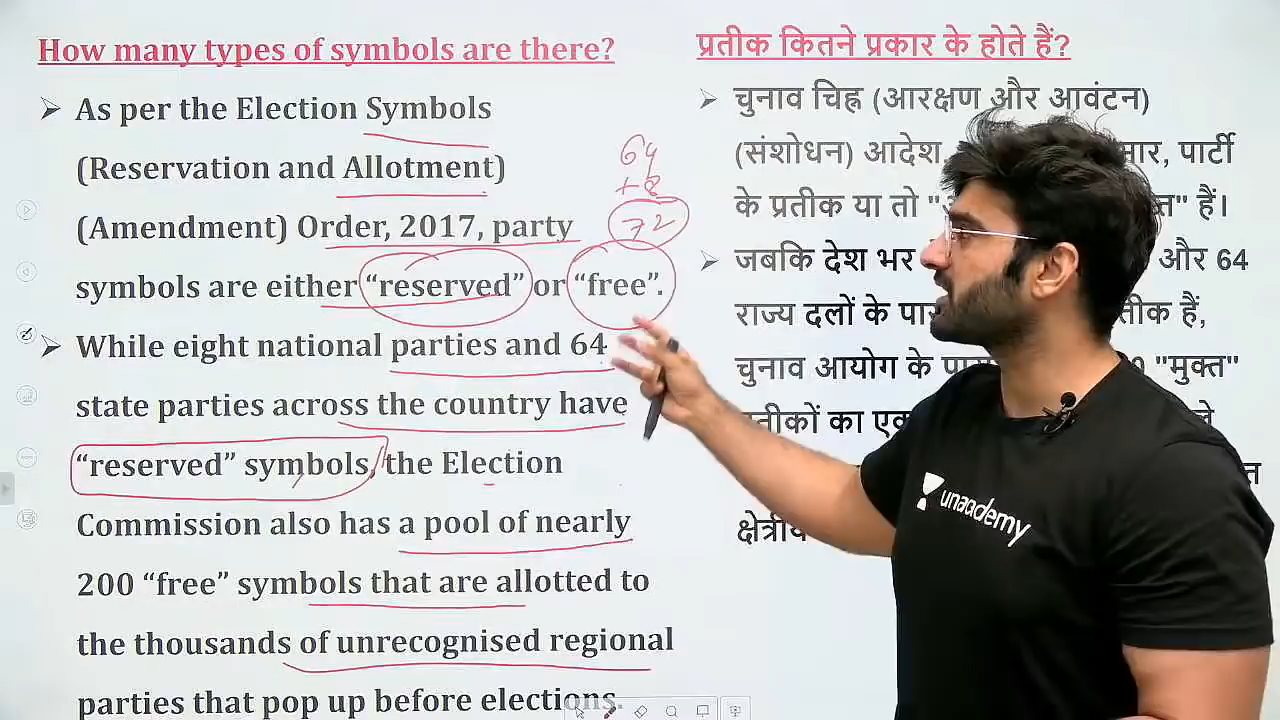 How many types of symbols are there?
➢ As per the Election Symbols
(Reservation and Allotment)
(Amendment) Order, 2017, party
symbols are either “reserved” or “free”.
➢ While eight national parties and 64
state parties across the country have
“reserved” symbols, the Election
Commission also has a pool of nearly
200 “free” symbols that are allotted to
the thousands of unrecognised regional
parties that pop up before elections.
64
+8
72
प्रतीक कितने प्रकार के होते हैं?
➢ चुनाव चिह्न (आरक्षण और आवंटन)
(संशोधन) आदेश, पार्टी
के प्रतीक या तो हैं।
➢ जबकि देश भर और 64
राज्य दलों के पास हैं,
चुनाव आयोग के "मुक्त"
का एक
unacademy